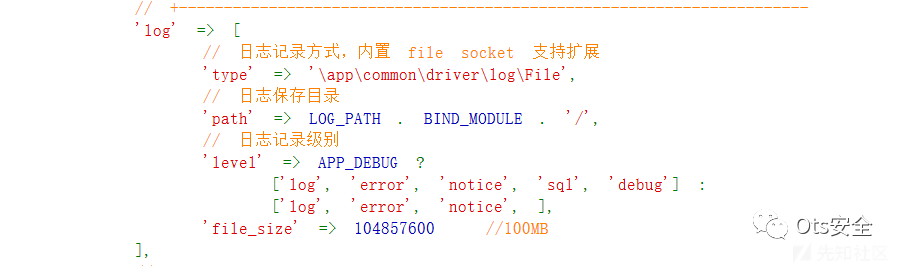 // +----------------------------------------------------------------------
'log' => [
// 日志记录方式，内置 file socket 支持扩展
'type' => '\app\common\driver\log\File',
// 日志保存目录
'path' => LOG_PATH . BIND_MODULE . '/',
// 日志记录级别
'level' => APP_DEBUG ?
['log', 'error', 'notice', 'sql', 'debug'] :
['log', 'error', 'notice', ],
'file_size' => 104857600 //100MB
],
Ots安全
先知社区